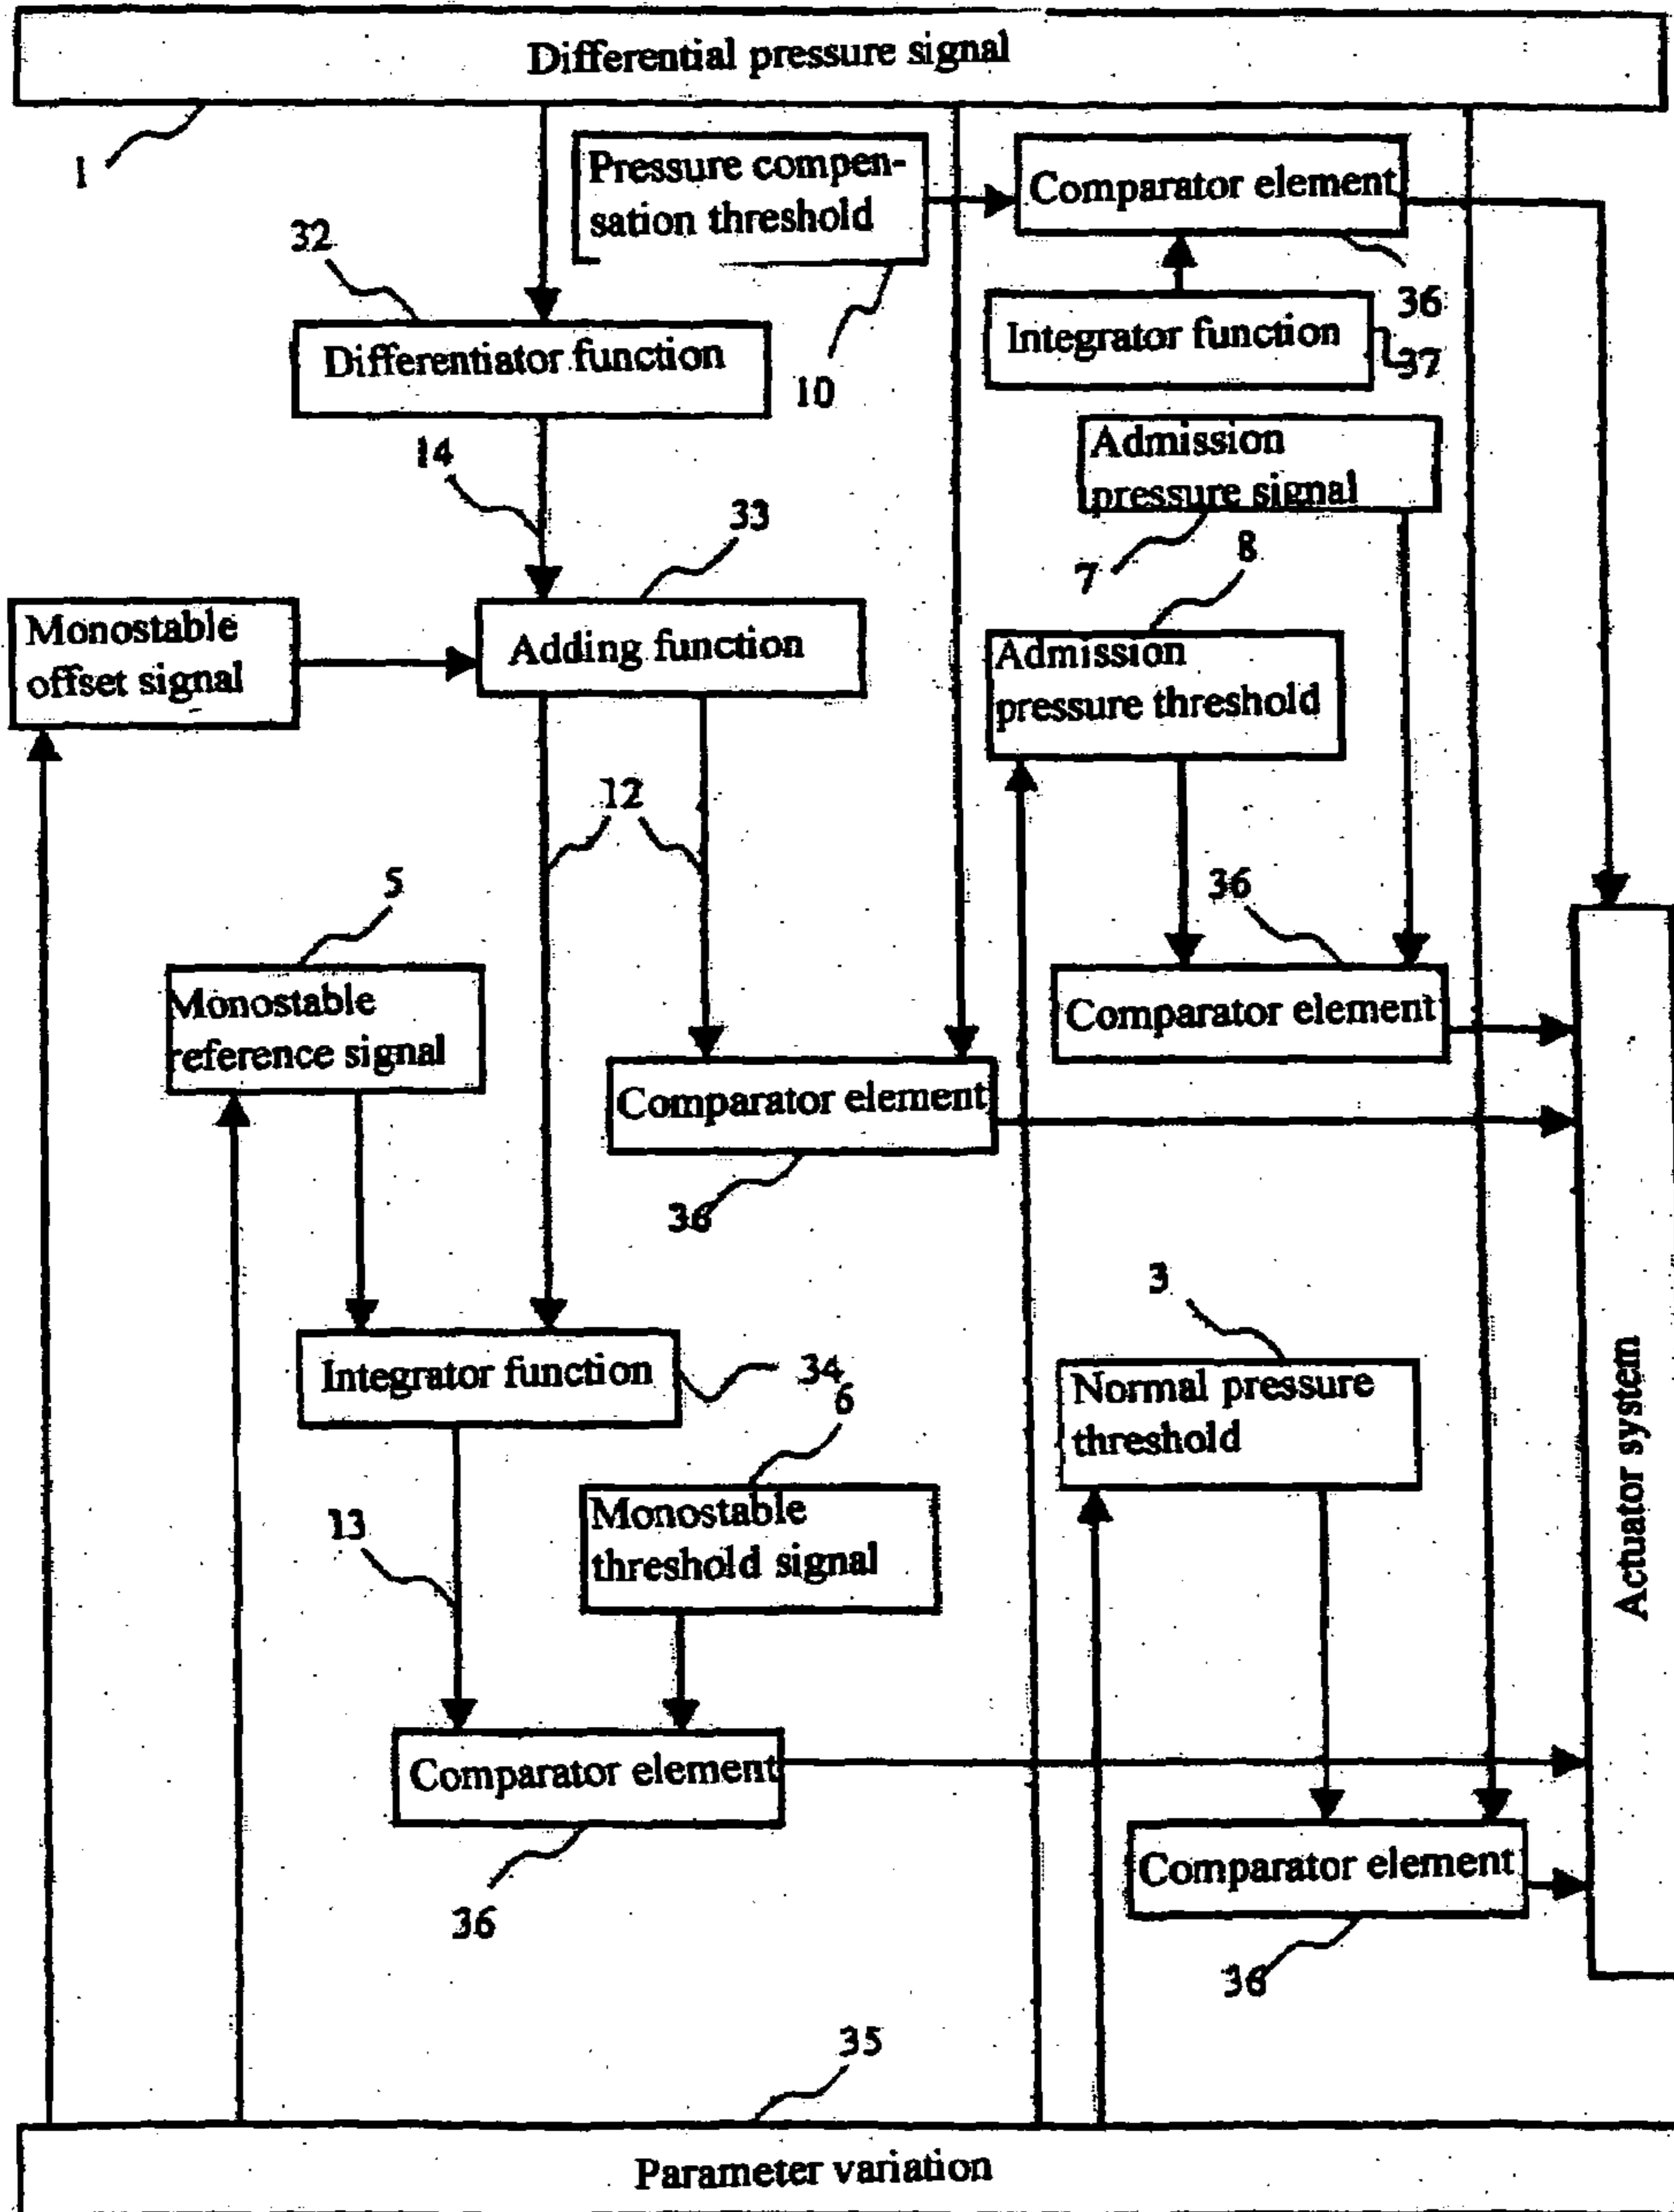 Differential pressure signal
1
Pressure compen-
sation threshold
Comparator element
32
36
Integrator function
37
Differentiator function
10
14
Admission
pressure signal
33
7
8
Monostable
offset signal
Adding function
Admission
pressure threshold
12
5
36
Monostable
reference signal
Comparator element
Comparator element
36
3
Integrator function
34
6
Normal pressure
threshold
Actuator system
13
Monostable
threshold signal
Comparator element
Comparator element
36
36
35
Parameter variation